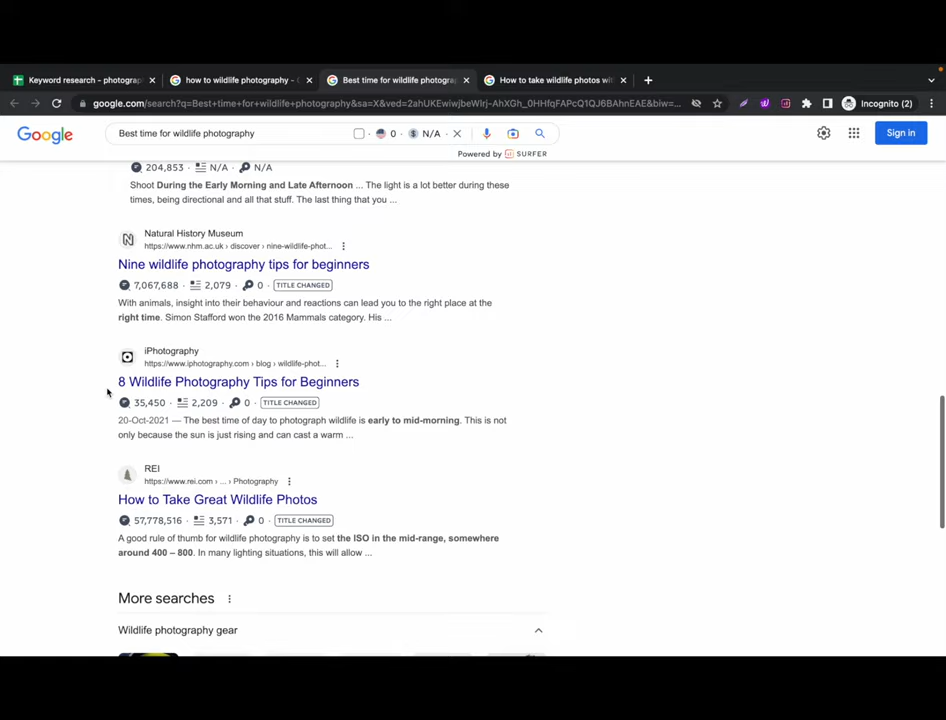 Keyword research - photograp
how to wildlife photography - G
Best time for wildlife photogra
How to take wildlife photos wit
google.com/search?q=Best+time+for+wildlife+photography&sa=X&ved=2ahUKEwiwjbeWIrj-AhXGh_0HHfqFAPcQ1QJ6BAhnEAE&biw=...
Incognito (2)
Google
Best time for wildlife photography
0 · N/A ·
Sign in
Powered by SURFER
204,853 · N/A · N/A
Shoot During the Early Morning and Late Afternoon ... The light is a lot better during these
times, being directional and all that stuff. The last thing that you ...
Natural History Museum
https://www.nhm.ac.uk › discover › nine-wildlife-phot...
Nine wildlife photography tips for beginners
7,067,688 · 2,079 · 0 · TITLE CHANGED
With animals, insight into their behaviour and reactions can lead you to the right place at the
right time. Simon Stafford won the 2016 Mammals category. His ...
iPhotography
https://www.iphotography.com › blog › wildlife-phot...
8 Wildlife Photography Tips for Beginners
35,450 · 2,209 · 0 · TITLE CHANGED
20-Oct-2021 — The best time of day to photograph wildlife is early to mid-morning. This is not
only because the sun is just rising and can cast a warm ...
REI
https://www.rei.com › ... › Photography
How to Take Great Wildlife Photos
57,778,516 · 3,571 · 0 · TITLE CHANGED
A good rule of thumb for wildlife photography is to set the ISO in the mid-range, somewhere
around 400 – 800. In many lighting situations, this will allow ...
More searches
Wildlife photography gear